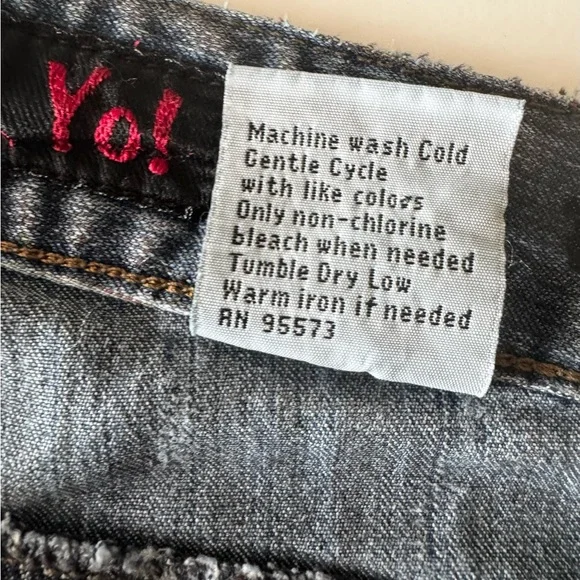 Yo!
Machine wash Cold
Gentle Cycle
with like colors
Only non-chlorine
bleach when needed
Tumble Dry Low
Warm iron if needed
RN 95573